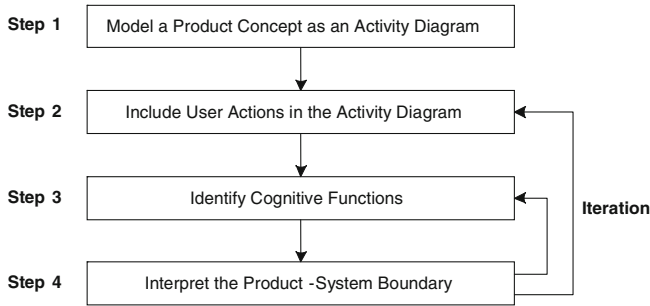 Step 1
Model a Product Concept as an Activity Diagram
Step 2
Include User Actions in the Activity Diagram
Step 3
Identify Cognitive Functions
Iteration
Step 4
Interpret the Product -System Boundary